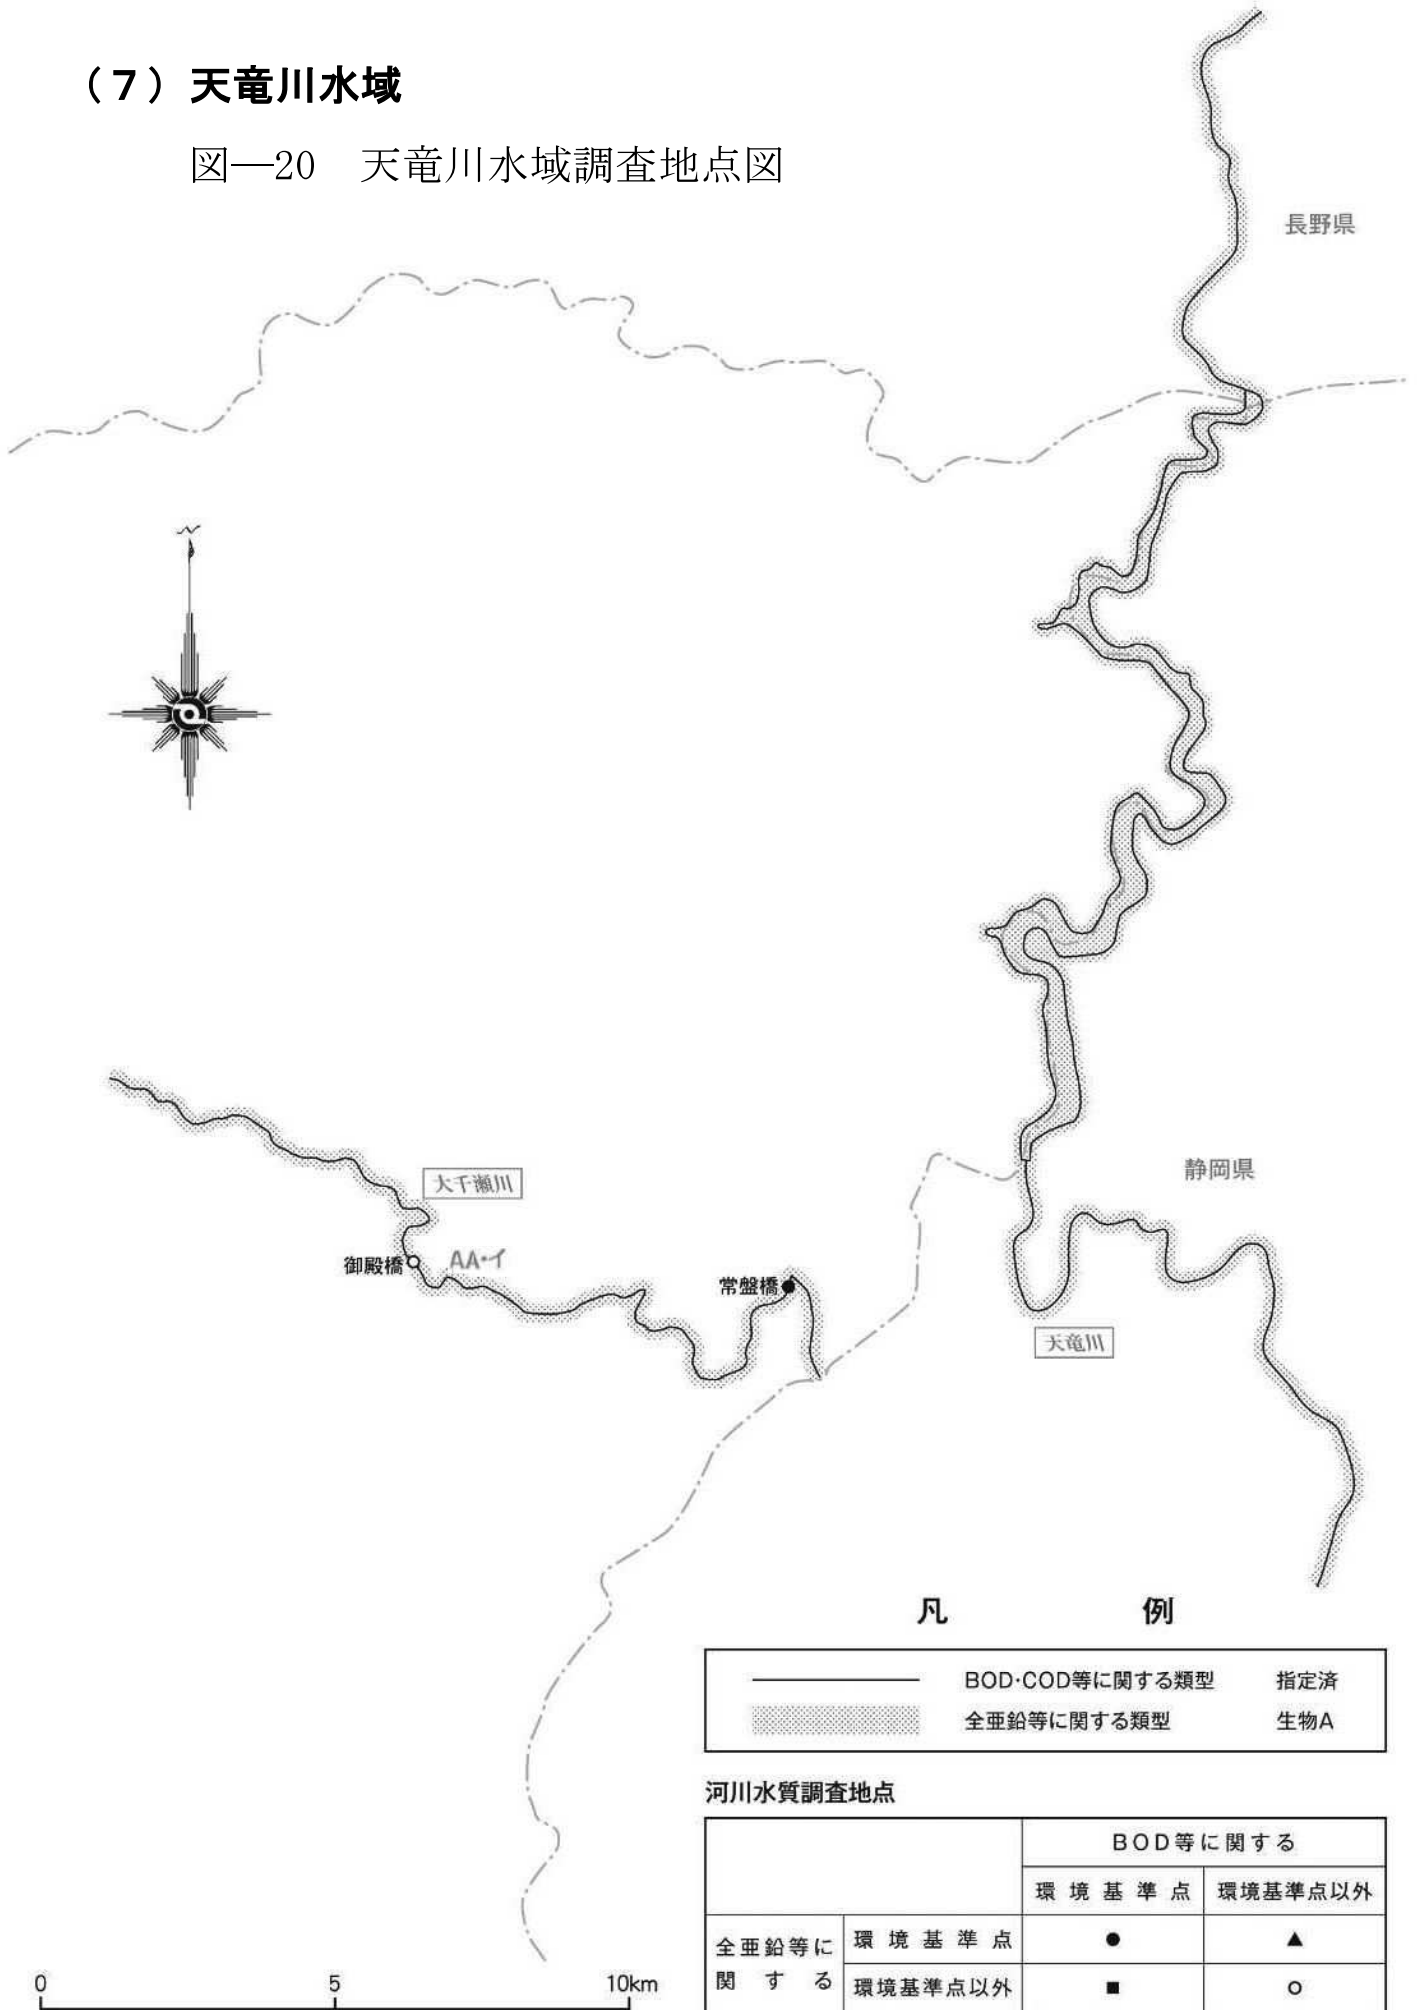 （7）天竜川水域
図―20　天竜川水域調査地点図
長野県
N
静岡県
大千瀬川
御殿橋
AA・イ
常盤橋
天竜川
凡　例
BOD・COD等に関する類型　指定済
全亜鉛等に関する類型　生物A
河川水質調査地点
BOD等に関する
環境基準点　環境基準点以外
全亜鉛等に関する　環境基準点　●　▲
環境基準点以外　■　○
0　5　10km